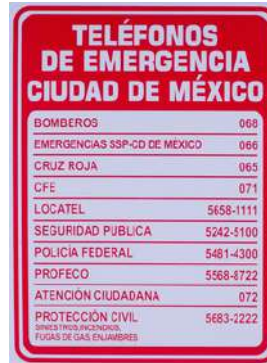 TELÉFONOS
DE EMERGENCIA
CIUDAD DE MÉXICO
BOMBEROS 068
EMERGENCIAS SSP-CD DE MÉXICO 066
CRUZ ROJA 065
CFE 071
LOCATEL 5658-1111
SEGURIDAD PUBLICA 5242-5100
POLICÍA FEDERAL 5481-4300
PROFECO 5568-8722
ATENCIÓN CIUDADANA 072
PROTECCIÓN CIVIL 5683-2222
SINIESTROS, INCENDIOS,
FUGAS DE GAS, ENJAMBRES